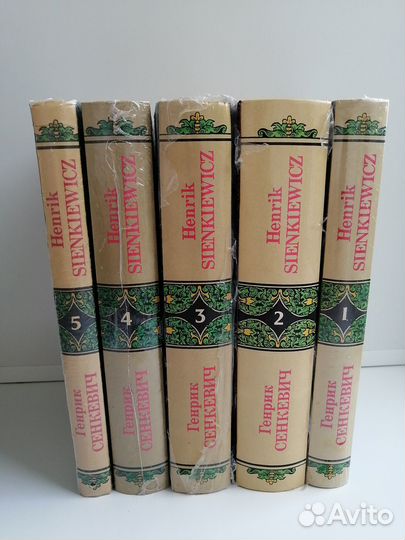 Henrik
SIENKIEWICZ
5
Генрик
СЕНКЕВИЧ
Henrik
SIENKIEWICZ
4
Генрик
СЕНКЕВИЧ
Henrik
SIENKIEWICZ
3
Генрик
СЕНКЕВИЧ
Henrik
SIENKIEWICZ
2
Генрик
СЕНКЕВИЧ
Henrik
SIENKIEWICZ
1
Генрик
СЕНКЕВИЧ
Avito